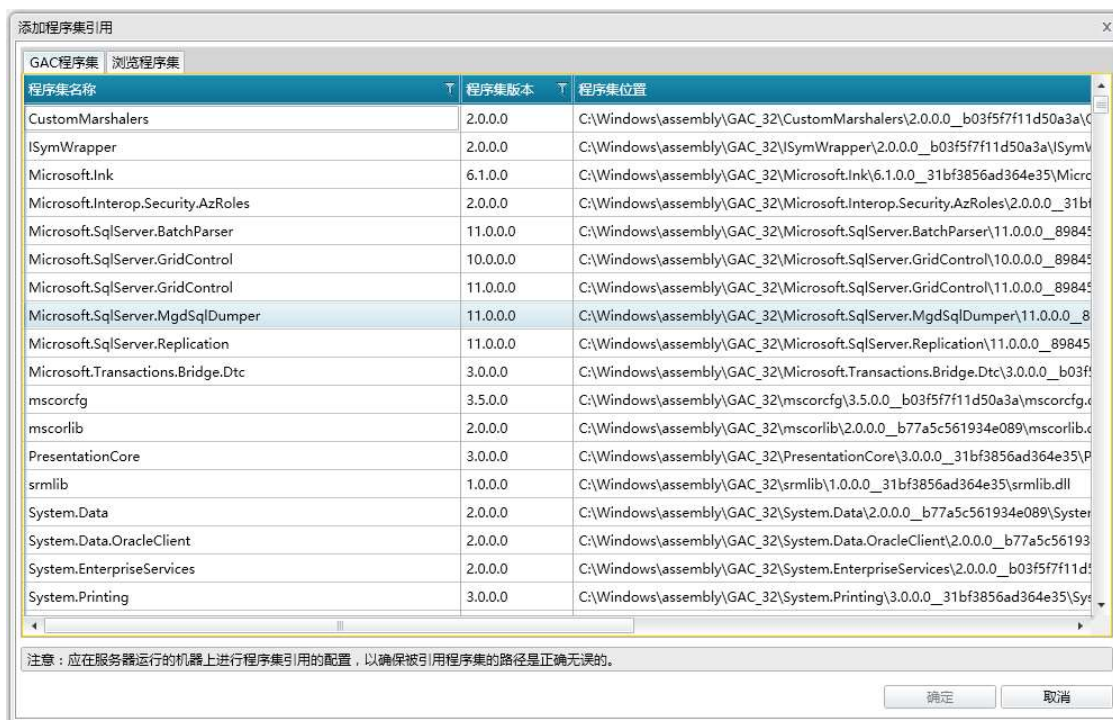 添加程序集引用 X
GAC程序集 浏览程序集
程序集名称 程序集版本 程序集位置
CustomMarshalers 2.0.0.0 C:\Windows\assembly\GAC_32\CustomMarshalers\2.0.0.0__b03f5f7f11d50a3a\C
ISymWrapper 2.0.0.0 C:\Windows\assembly\GAC_32\ISymWrapper\2.0.0.0__b03f5f7f11d50a3a\ISymW
Microsoft.Ink 6.1.0.0 C:\Windows\assembly\GAC_32\Microsoft.Ink\6.1.0.0__31bf3856ad364e35\Micro
Microsoft.Interop.Security.AzRoles 2.0.0.0 C:\Windows\assembly\GAC_32\Microsoft.Interop.Security.AzRoles\2.0.0.0__31bf
Microsoft.SqlServer.BatchParser 11.0.0.0 C:\Windows\assembly\GAC_32\Microsoft.SqlServer.BatchParser\11.0.0.0__89845
Microsoft.SqlServer.GridControl 10.0.0.0 C:\Windows\assembly\GAC_32\Microsoft.SqlServer.GridControl\10.0.0.0__89845
Microsoft.SqlServer.GridControl 11.0.0.0 C:\Windows\assembly\GAC_32\Microsoft.SqlServer.GridControl\11.0.0.0__89845
Microsoft.SqlServer.MgdSqlDumper 11.0.0.0 C:\Windows\assembly\GAC_32\Microsoft.SqlServer.MgdSqlDumper\11.0.0.0__8
Microsoft.SqlServer.Replication 11.0.0.0 C:\Windows\assembly\GAC_32\Microsoft.SqlServer.Replication\11.0.0.0__89845
Microsoft.Transactions.Bridge.Dtc 3.0.0.0 C:\Windows\assembly\GAC_32\Microsoft.Transactions.Bridge.Dtc\3.0.0.0__b03f5
mscorcfg 3.5.0.0 C:\Windows\assembly\GAC_32\mscorcfg\3.5.0.0__b03f5f7f11d50a3a\mscorcfg.d
mscorlib 2.0.0.0 C:\Windows\assembly\GAC_32\mscorlib\2.0.0.0__b77a5c561934e089\mscorlib.d
PresentationCore 3.0.0.0 C:\Windows\assembly\GAC_32\PresentationCore\3.0.0.0__31bf3856ad364e35\P
srmlib 1.0.0.0 C:\Windows\assembly\GAC_32\srmlib\1.0.0.0__31bf3856ad364e35\srmlib.dll
System.Data 2.0.0.0 C:\Windows\assembly\GAC_32\System.Data\2.0.0.0__b77a5c561934e089\System
System.Data.OracleClient 2.0.0.0 C:\Windows\assembly\GAC_32\System.Data.OracleClient\2.0.0.0__b77a5c56193
System.EnterpriseServices 2.0.0.0 C:\Windows\assembly\GAC_32\System.EnterpriseServices\2.0.0.0__b03f5f7f11d5
System.Printing 3.0.0.0 C:\Windows\assembly\GAC_32\System.Printing\3.0.0.0__31bf3856ad364e35\Sys
注意：应在服务器运行的机器上进行程序集引用的配置，以确保被引用程序集的路径是正确无误的。
确定 取消